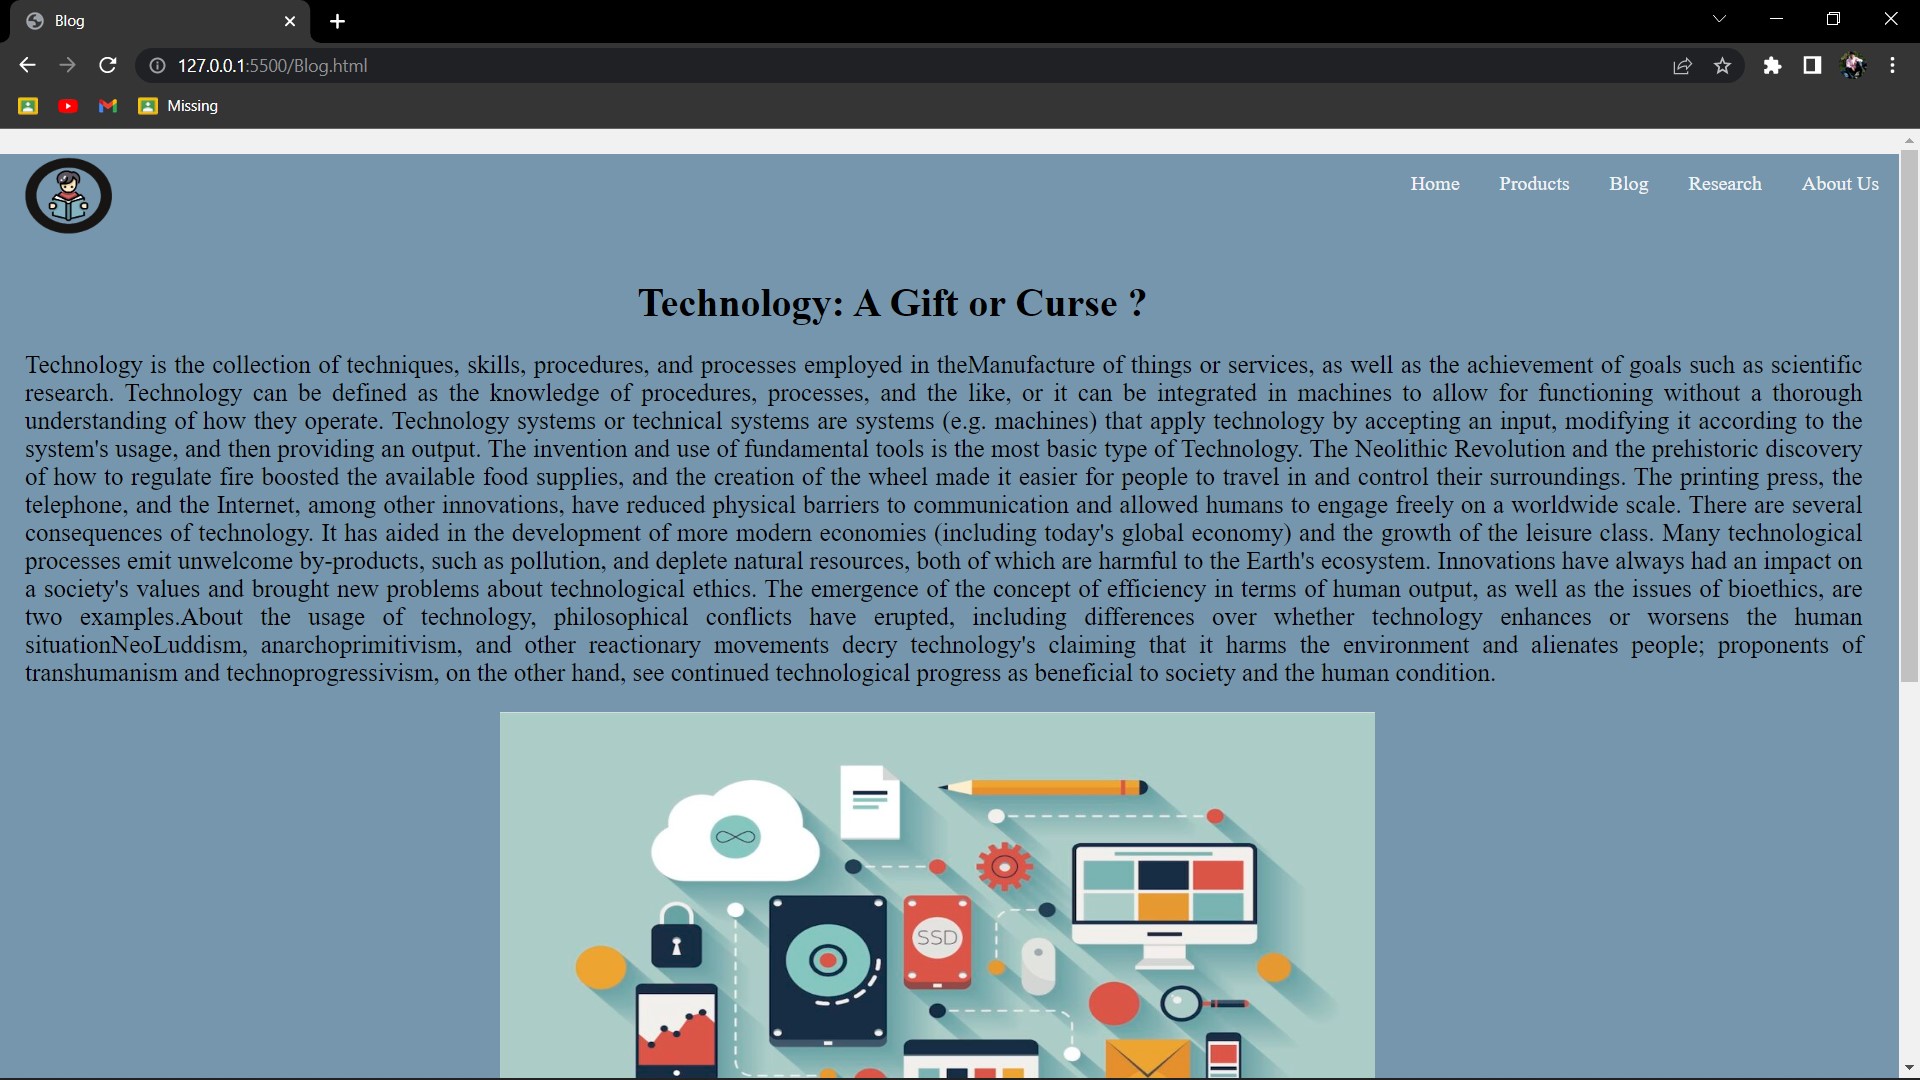 Blog
127.0.0.1:5500/Blog.html
Missing
Home Products Blog Research About Us
Technology: A Gift or Curse ?
Technology is the collection of techniques, skills, procedures, and processes employed in theManufacture of things or services, as well as the achievement of goals such as scientific
research. Technology can be defined as the knowledge of procedures, processes, and the like, or it can be integrated in machines to allow for functioning without a thorough
understanding of how they operate. Technology systems or technical systems are systems (e.g. machines) that apply technology by accepting an input, modifying it according to the
system's usage, and then providing an output. The invention and use of fundamental tools is the most basic type of Technology. The Neolithic Revolution and the prehistoric discovery
of how to regulate fire boosted the available food supplies, and the creation of the wheel made it easier for people to travel in and control their surroundings. The printing press, the
telephone, and the Internet, among other innovations, have reduced physical barriers to communication and allowed humans to engage freely on a worldwide scale. There are several
consequences of technology. It has aided in the development of more modern economies (including today's global economy) and the growth of the leisure class. Many technological
processes emit unwelcome by-products, such as pollution, and deplete natural resources, both of which are harmful to the Earth's ecosystem. Innovations have always had an impact on
a society's values and brought new problems about technological ethics. The emergence of the concept of efficiency in terms of human output, as well as the issues of bioethics, are
two examples.About the usage of technology, philosophical conflicts have erupted, including differences over whether technology enhances or worsens the human
situationNeoLuddism, anarchoprimitivism, and other reactionary movements decry technology's claiming that it harms the environment and alienates people; proponents of
transhumanism and technoprogressivism, on the other hand, see continued technological progress as beneficial to society and the human condition.
SSD